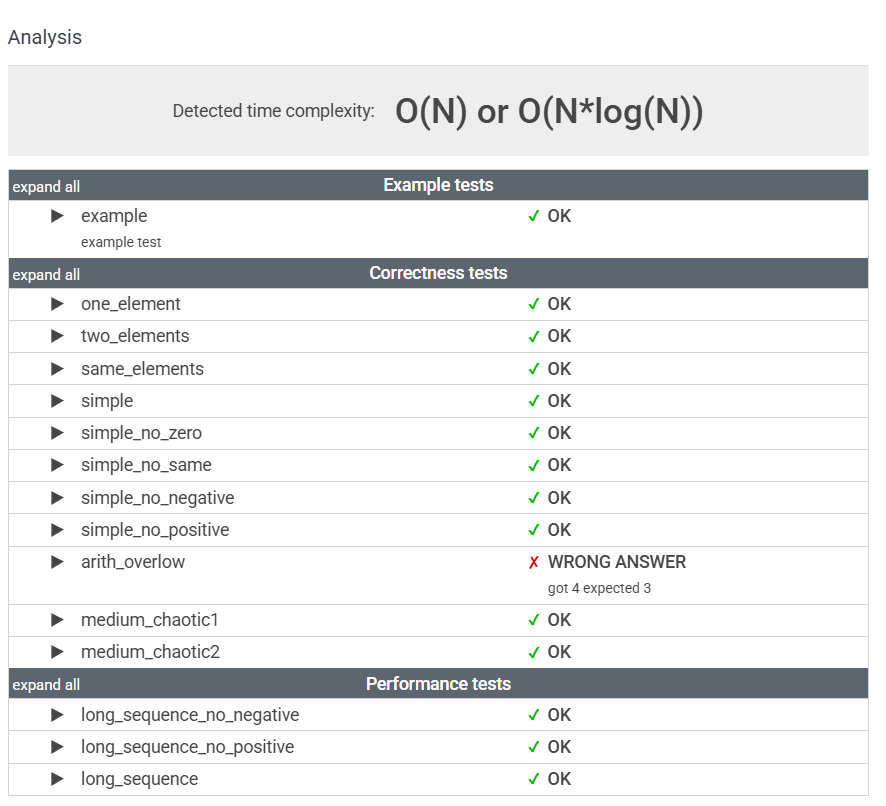 Analysis
Detected time complexity: O(N) or O(N*log(N))
expand all Example tests
▶ example ✓ OK
example test
expand all Correctness tests
▶ one_element ✓ OK
▶ two_elements ✓ OK
▶ same_elements ✓ OK
▶ simple ✓ OK
▶ simple_no_zero ✓ OK
▶ simple_no_same ✓ OK
▶ simple_no_negative ✓ OK
▶ simple_no_positive ✓ OK
▶ arith_overlow ✗ WRONG ANSWER
got 4 expected 3
▶ medium_chaotic1 ✓ OK
▶ medium_chaotic2 ✓ OK
expand all Performance tests
▶ long_sequence_no_negative ✓ OK
▶ long_sequence_no_positive ✓ OK
▶ long_sequence ✓ OK